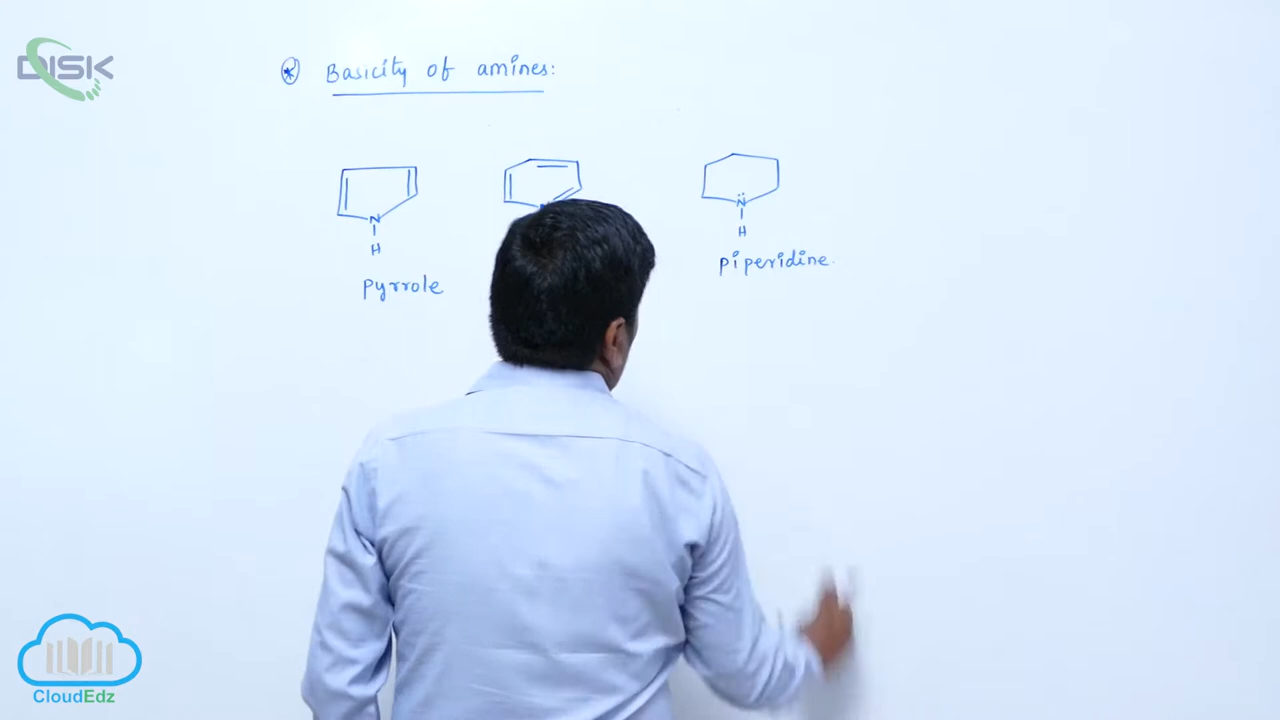 DISK
Basicity of amines:
N
H
pyrrole
N
H
piperidine.
CloudEdz